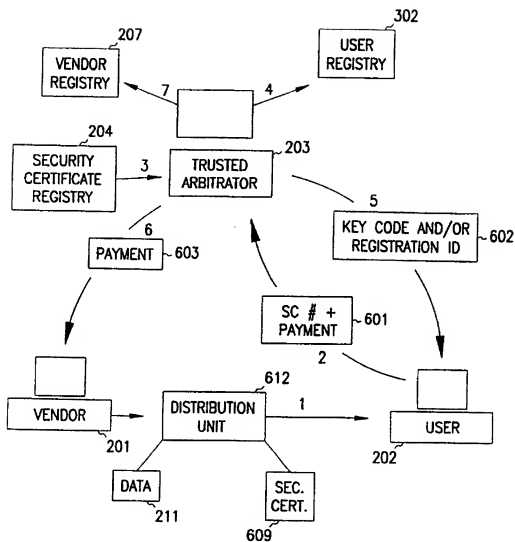 207
302
VENDOR
REGISTRY
USER
REGISTRY
7
4
204
203
SECURITY
CERTIFICATE
REGISTRY
3
TRUSTED
ARBITRATOR
5
KEY CODE AND/OR
REGISTRATION ID
602
6
PAYMENT
603
SC # +
PAYMENT
601
2
612
VENDOR
201
DISTRIBUTION
UNIT
1
USER
202
DATA
211
SEC.
CERT.
609